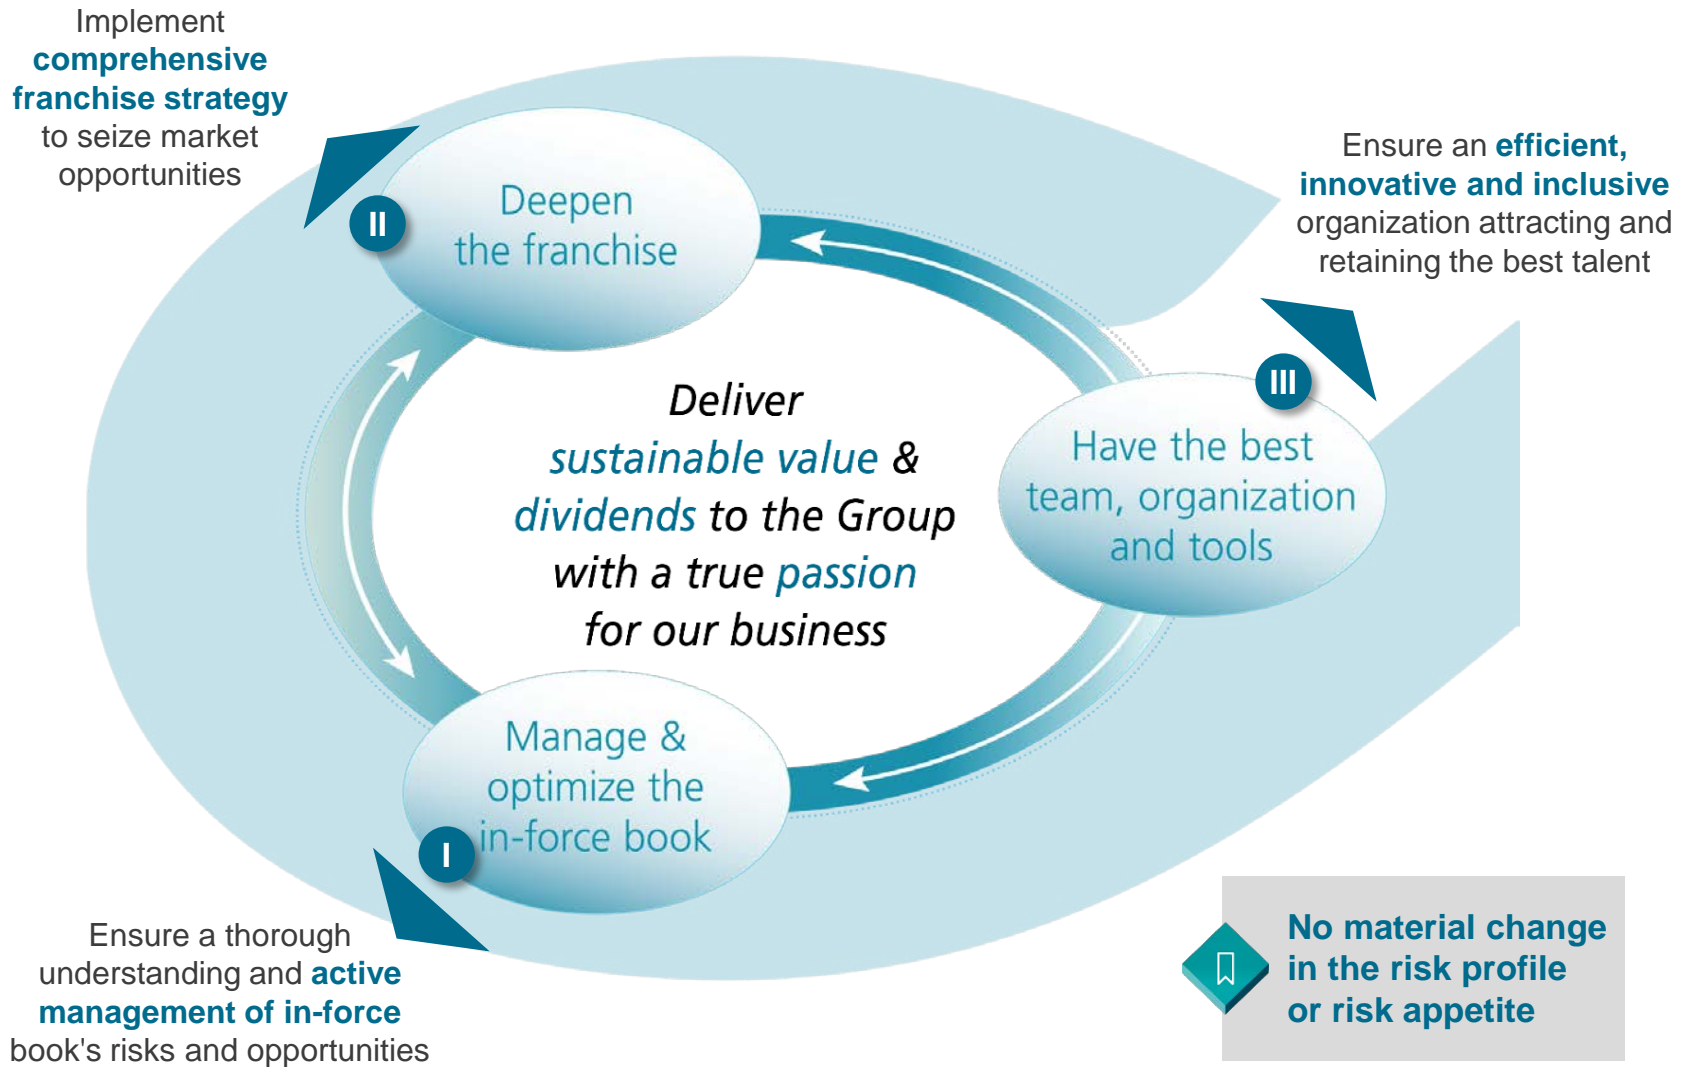 Implement
comprehensive
franchise strategy
to seize market
opportunities
II
Deepen
the franchise
Ensure an efficient,
innovative and inclusive
organization attracting and
retaining the best talent
III
Have the best
team, organization
and tools
Deliver
sustainable value &
dividends to the Group
with a true passion
for our business
Manage &
optimize the
in-force book
I
Ensure a thorough
understanding and active
management of in-force
book's risks and opportunities
No material change
in the risk profile
or risk appetite